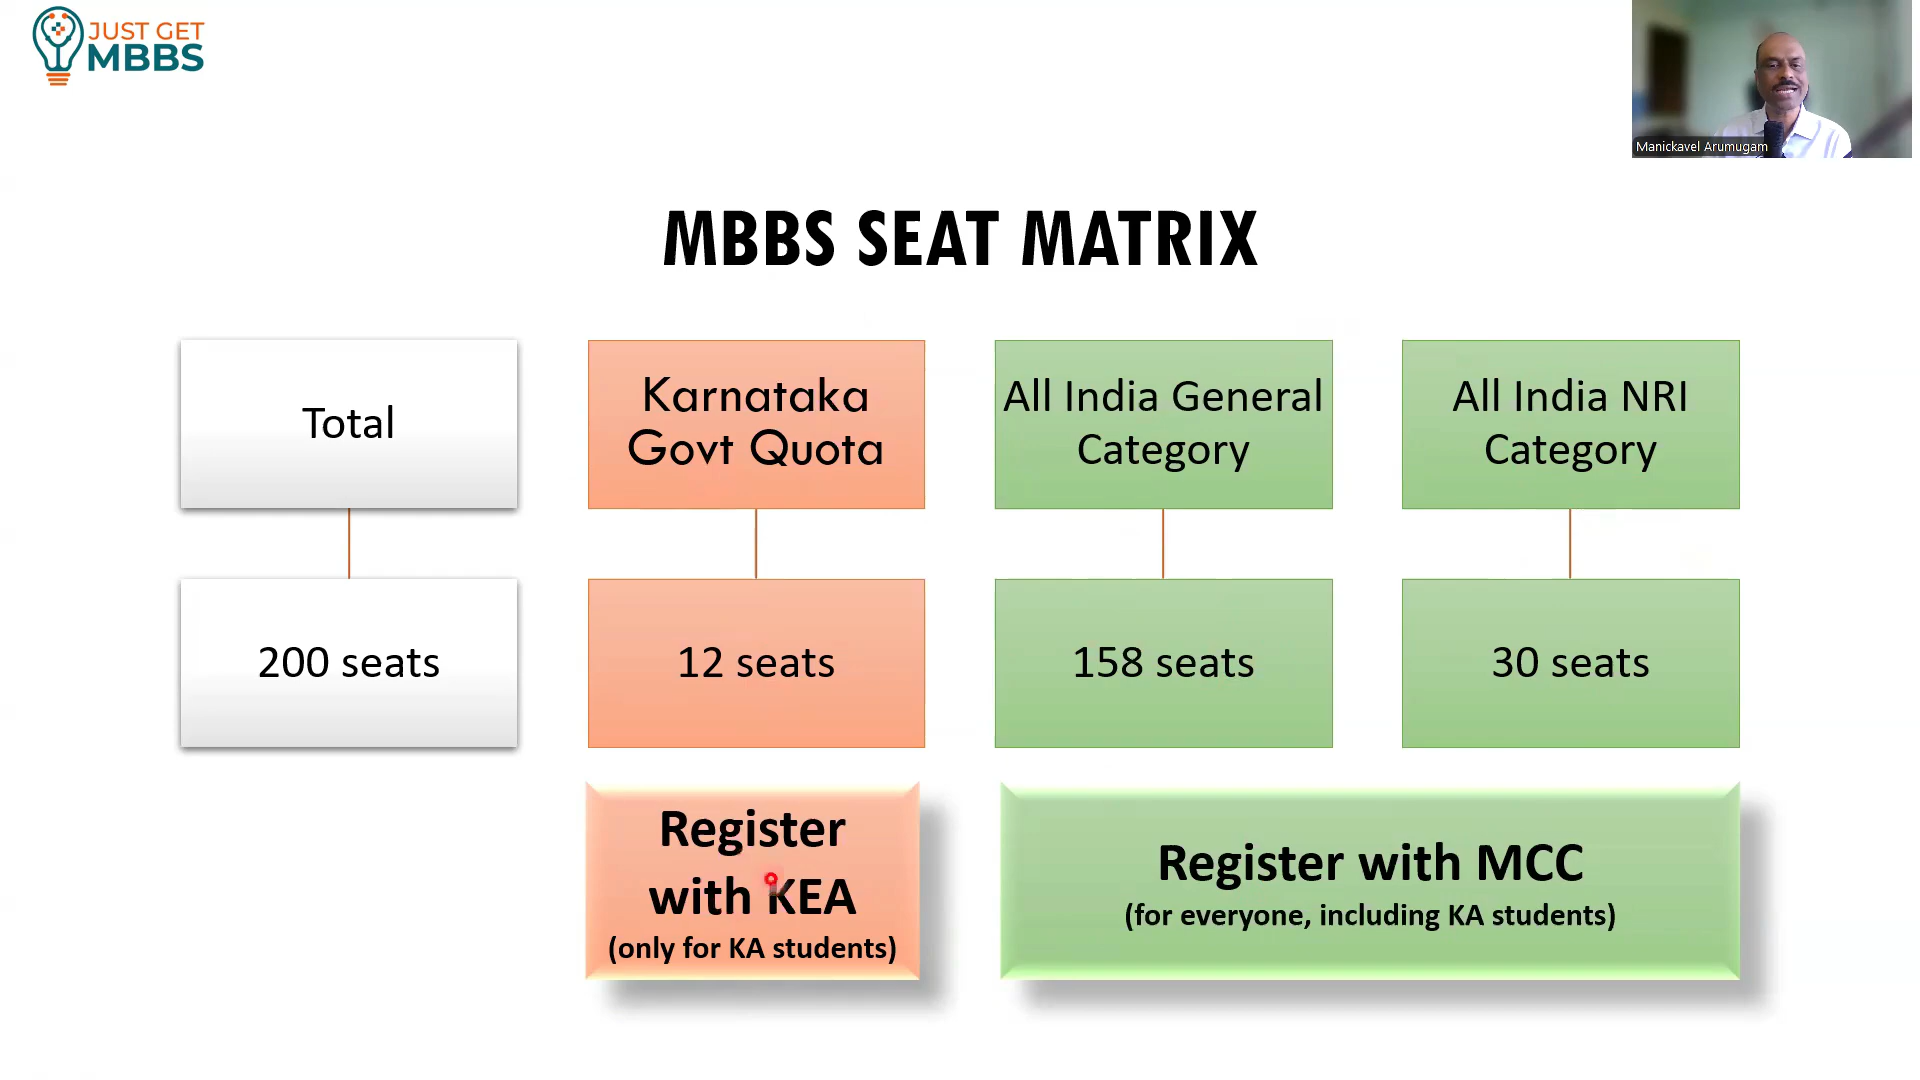 JUST GET
MBBS
Manickavel Arumugam
MBBS SEAT MATRIX
Total
Karnataka
Govt Quota
All India General
Category
All India NRI
Category
200 seats
12 seats
158 seats
30 seats
Register
with KEA
(only for KA students)
Register with MCC
(for everyone, including KA students)